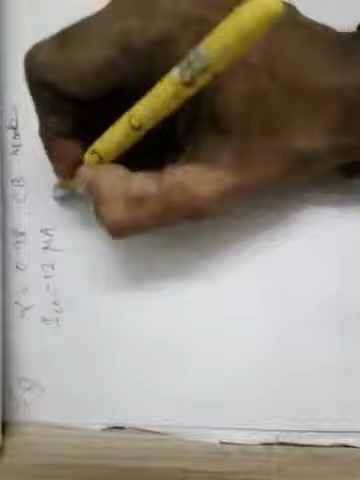 α = 0.98 CB mode
I_CO = 12 μA